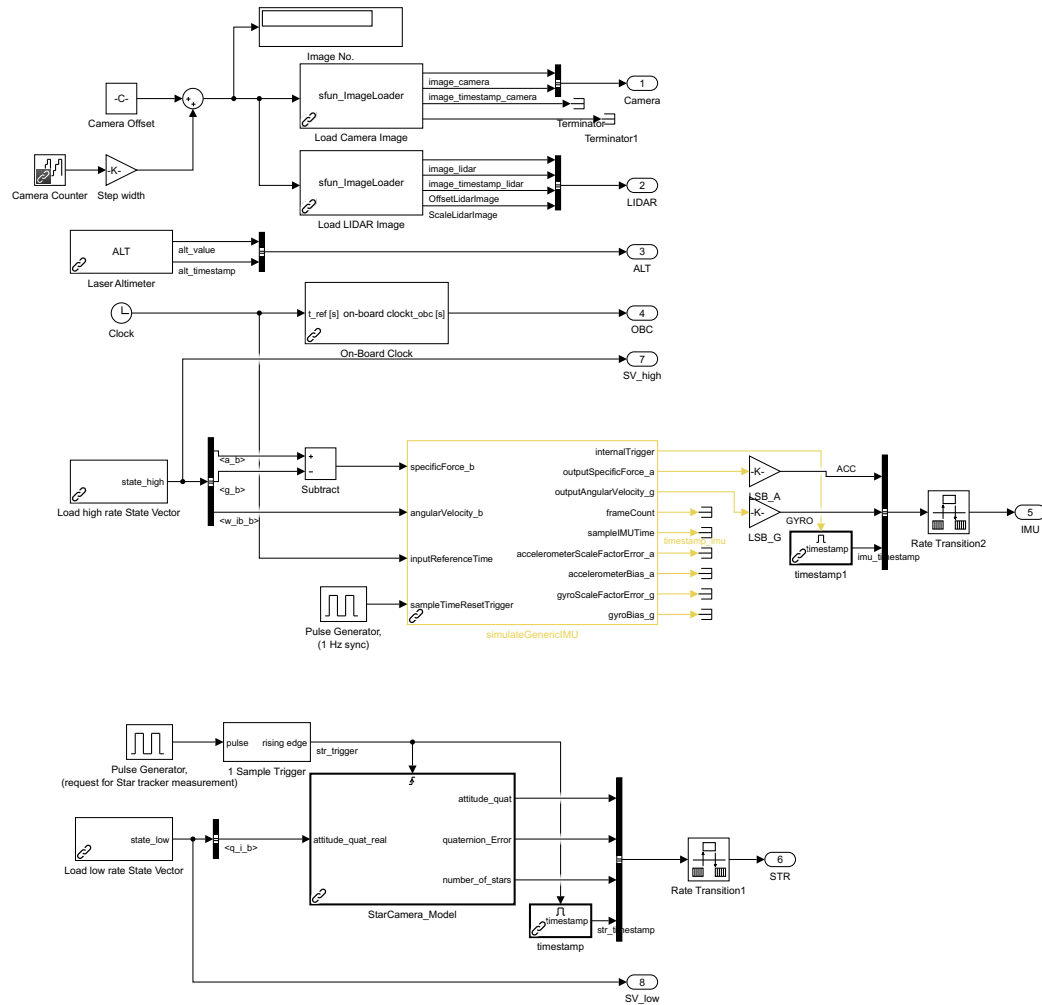 Image No.
-C-
Camera Offset
+
+
Camera Counter
-K-
Step width
sfun_ImageLoader
Load Camera Image
image_camera
image_timestamp_camera
Terminator
Terminator1
1
Camera
sfun_ImageLoader
Load LIDAR Image
image_lidar
image_timestamp_lidar
OffsetLidarImage
ScaleLidarImage
2
LIDAR
ALT
Laser Altimeter
alt_value
alt_timestamp
3
ALT
Clock
t_ref [s]
on-board clock
t_obc [s]
On-Board Clock
4
OBC
7
SV_high
state_high
Load high rate State Vector
<a_b>
<g_b>
<w_ib_b>
+
−
Subtract
specificForce_b
angularVelocity_b
inputReferenceTime
sampleTimeResetTrigger
internalTrigger
outputSpecificForce_a
outputAngularVelocity_g
frameCount
sampleIMUTime
accelerometerScaleFactorError_a
accelerometerBias_a
gyroScaleFactorError_g
gyroBias_g
simulateGenericIMU
timestamp_imu
Pulse Generator,
(1 Hz sync)
-K-
LSB_A
-K-
LSB_G
ACC
GYRO
timestamp
timestamp1
imu_timestamp
Rate Transition2
5
IMU
Pulse Generator,
(request for Star tracker measurement)
pulse
rising edge
1 Sample Trigger
str_trigger
state_low
Load low rate State Vector
<q_i_b>
attitude_quat_real
attitude_quat
quaternion_Error
number_of_stars
StarCamera_Model
timestamp
timestamp
str_timestamp
Rate Transition1
6
STR
8
SV_low